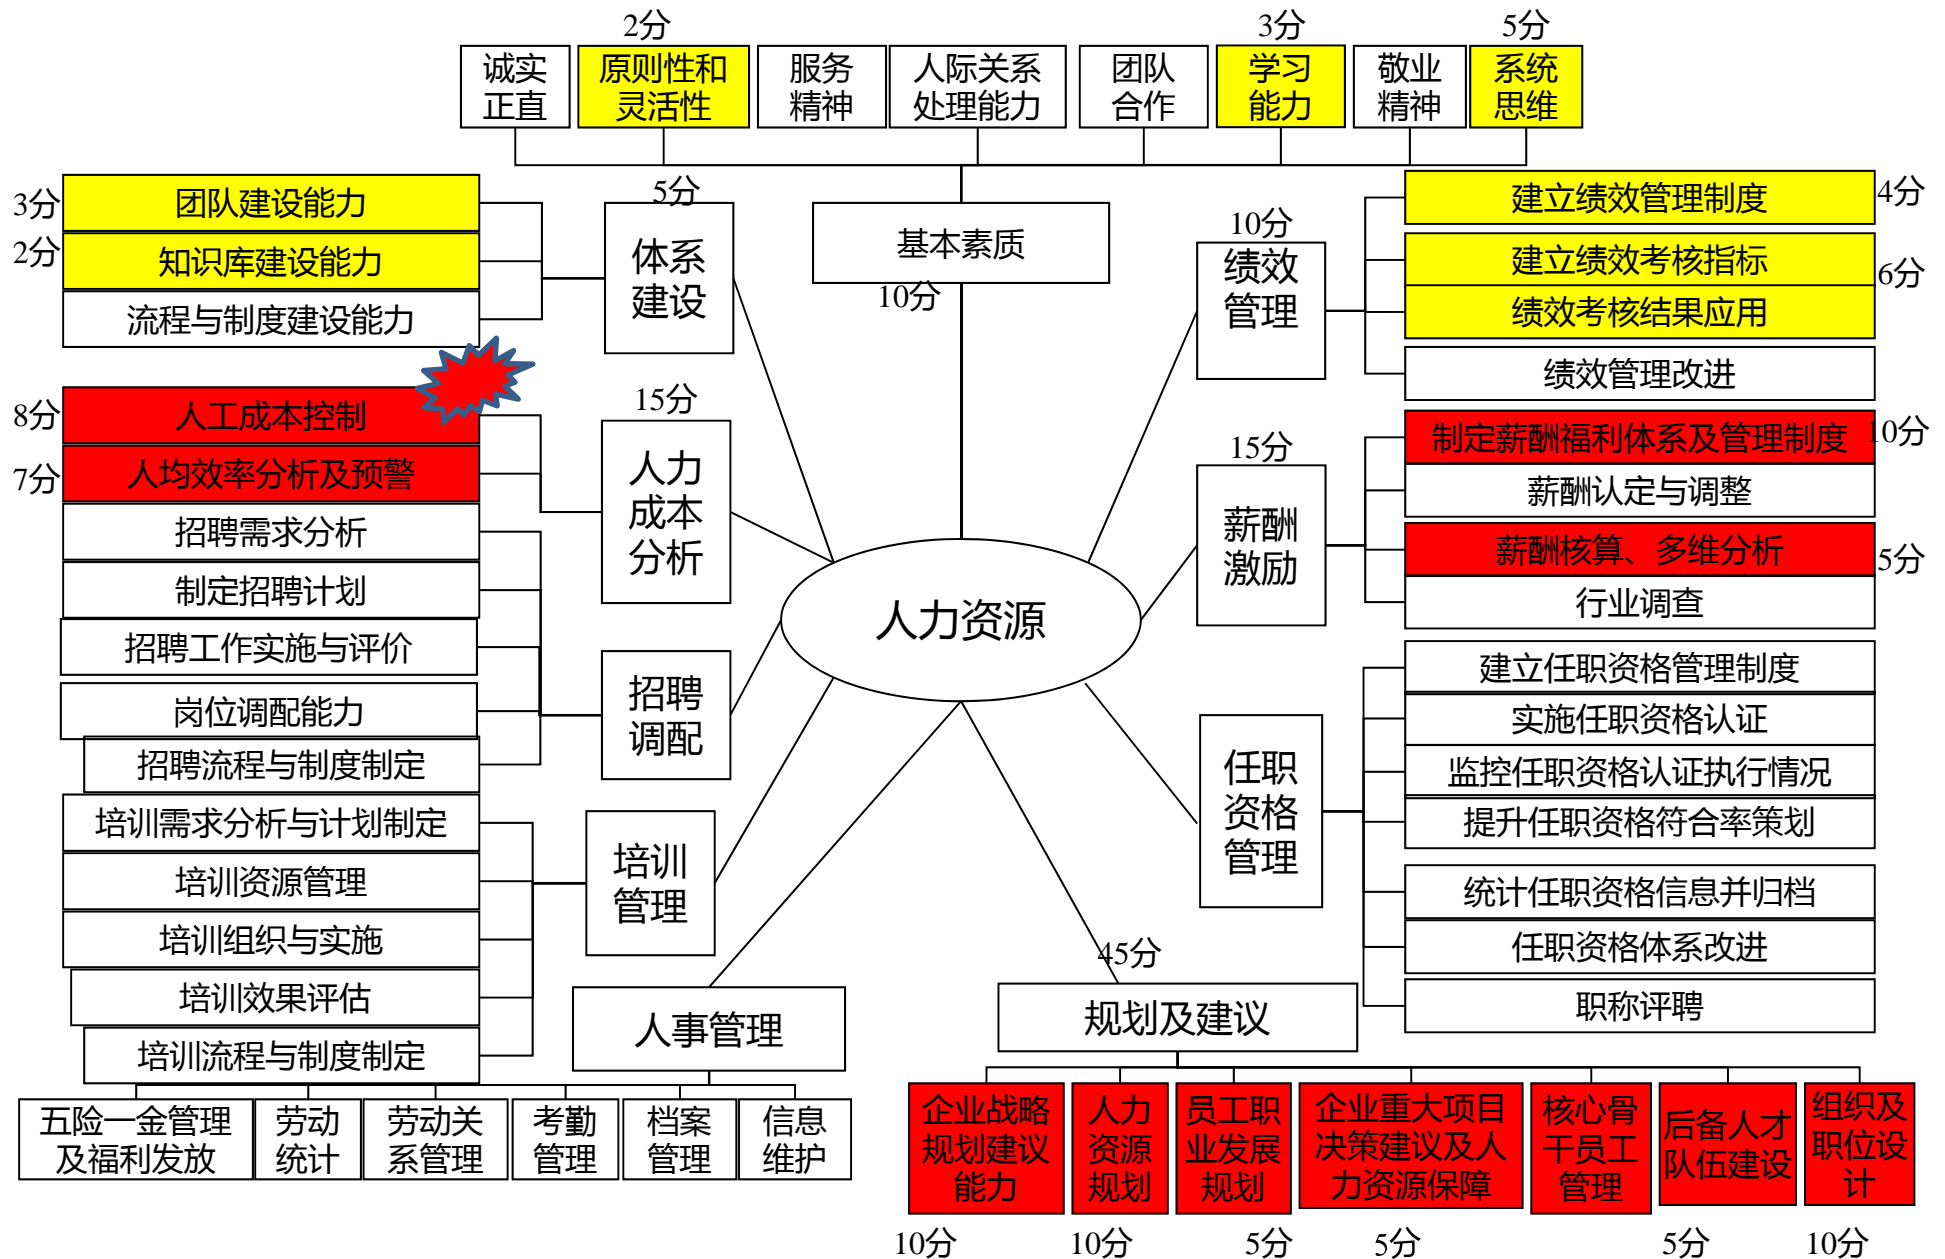 2分
3分
5分
诚实
正直
原则性和
灵活性
服务
精神
人际关系
处理能力
团队
合作
学习
能力
敬业
精神
系统
思维
3分
团队建设能力
2分
知识库建设能力
流程与制度建设能力
5分
体系
建设
基本素质
10分
10分
绩效
管理
建立绩效管理制度
4分
建立绩效考核指标
6分
绩效考核结果应用
绩效管理改进
8分
人工成本控制
7分
人均效率分析及预警
15分
人力
成本
分析
招聘需求分析
制定招聘计划
招聘工作实施与评价
岗位调配能力
招聘流程与制度制定
招聘
调配
人力资源
15分
薪酬
激励
制定薪酬福利体系及管理制度
10分
薪酬认定与调整
薪酬核算、多维分析
5分
行业调查
任职
资格
管理
建立任职资格管理制度
实施任职资格认证
监控任职资格认证执行情况
提升任职资格符合率策划
统计任职资格信息并归档
任职资格体系改进
职称评聘
培训需求分析与计划制定
培训资源管理
培训组织与实施
培训效果评估
培训流程与制度制定
培训
管理
人事管理
五险一金管理
及福利发放
劳动
统计
劳动关
系管理
考勤
管理
档案
管理
信息
维护
45分
规划及建议
企业战略
规划建议
能力
人力
资源
规划
员工职
业发展
规划
企业重大项目
决策建议及人
力资源保障
核心骨
干员工
管理
后备人才
队伍建设
组织及
职位设
计
10分
10分
5分
5分
5分
10分